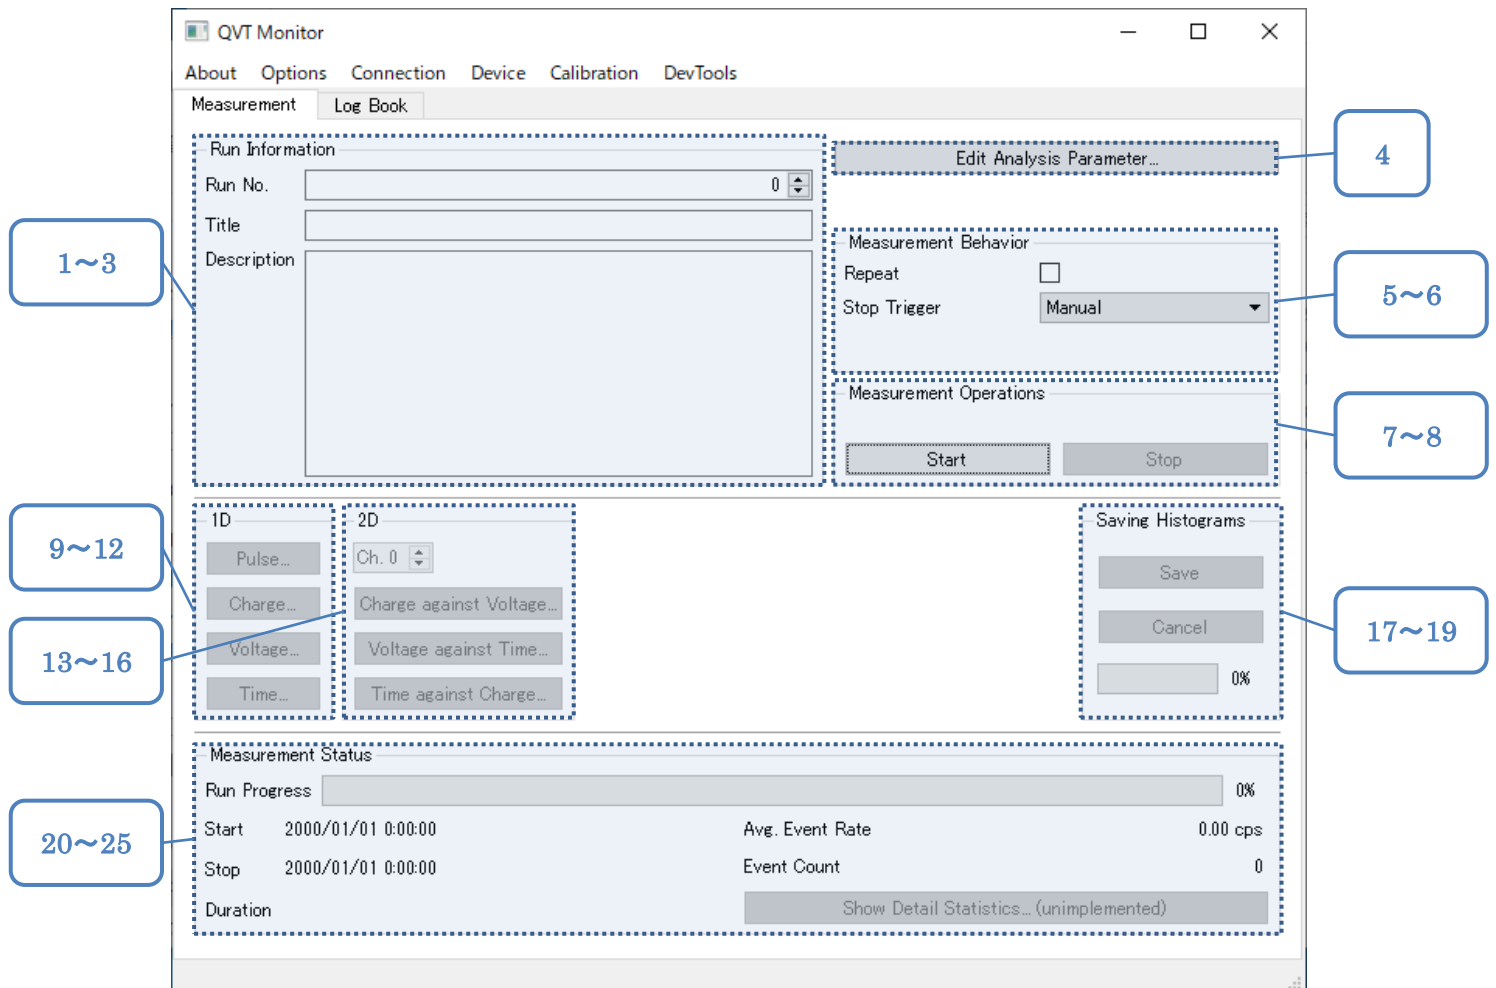 QVT Monitor
About Options Connection Device Calibration DevTools
Measurement Log Book
Run Information
Run No. 0
Title
Description
Edit Analysis Parameter...
4
1～3
Measurement Behavior
Repeat
Stop Trigger Manual
5～6
Measurement Operations
Start Stop
7～8
1D
Pulse...
Charge...
Voltage...
Time...
9～12
2D
Ch. 0
Charge against Voltage...
Voltage against Time...
Time against Charge...
13～16
Saving Histograms
Save
Cancel
0%
17～19
Measurement Status
Run Progress 0%
Start 2000/01/01 0:00:00 Avg. Event Rate 0.00 cps
Stop 2000/01/01 0:00:00 Event Count 0
Duration Show Detail Statistics... (unimplemented)
20～25